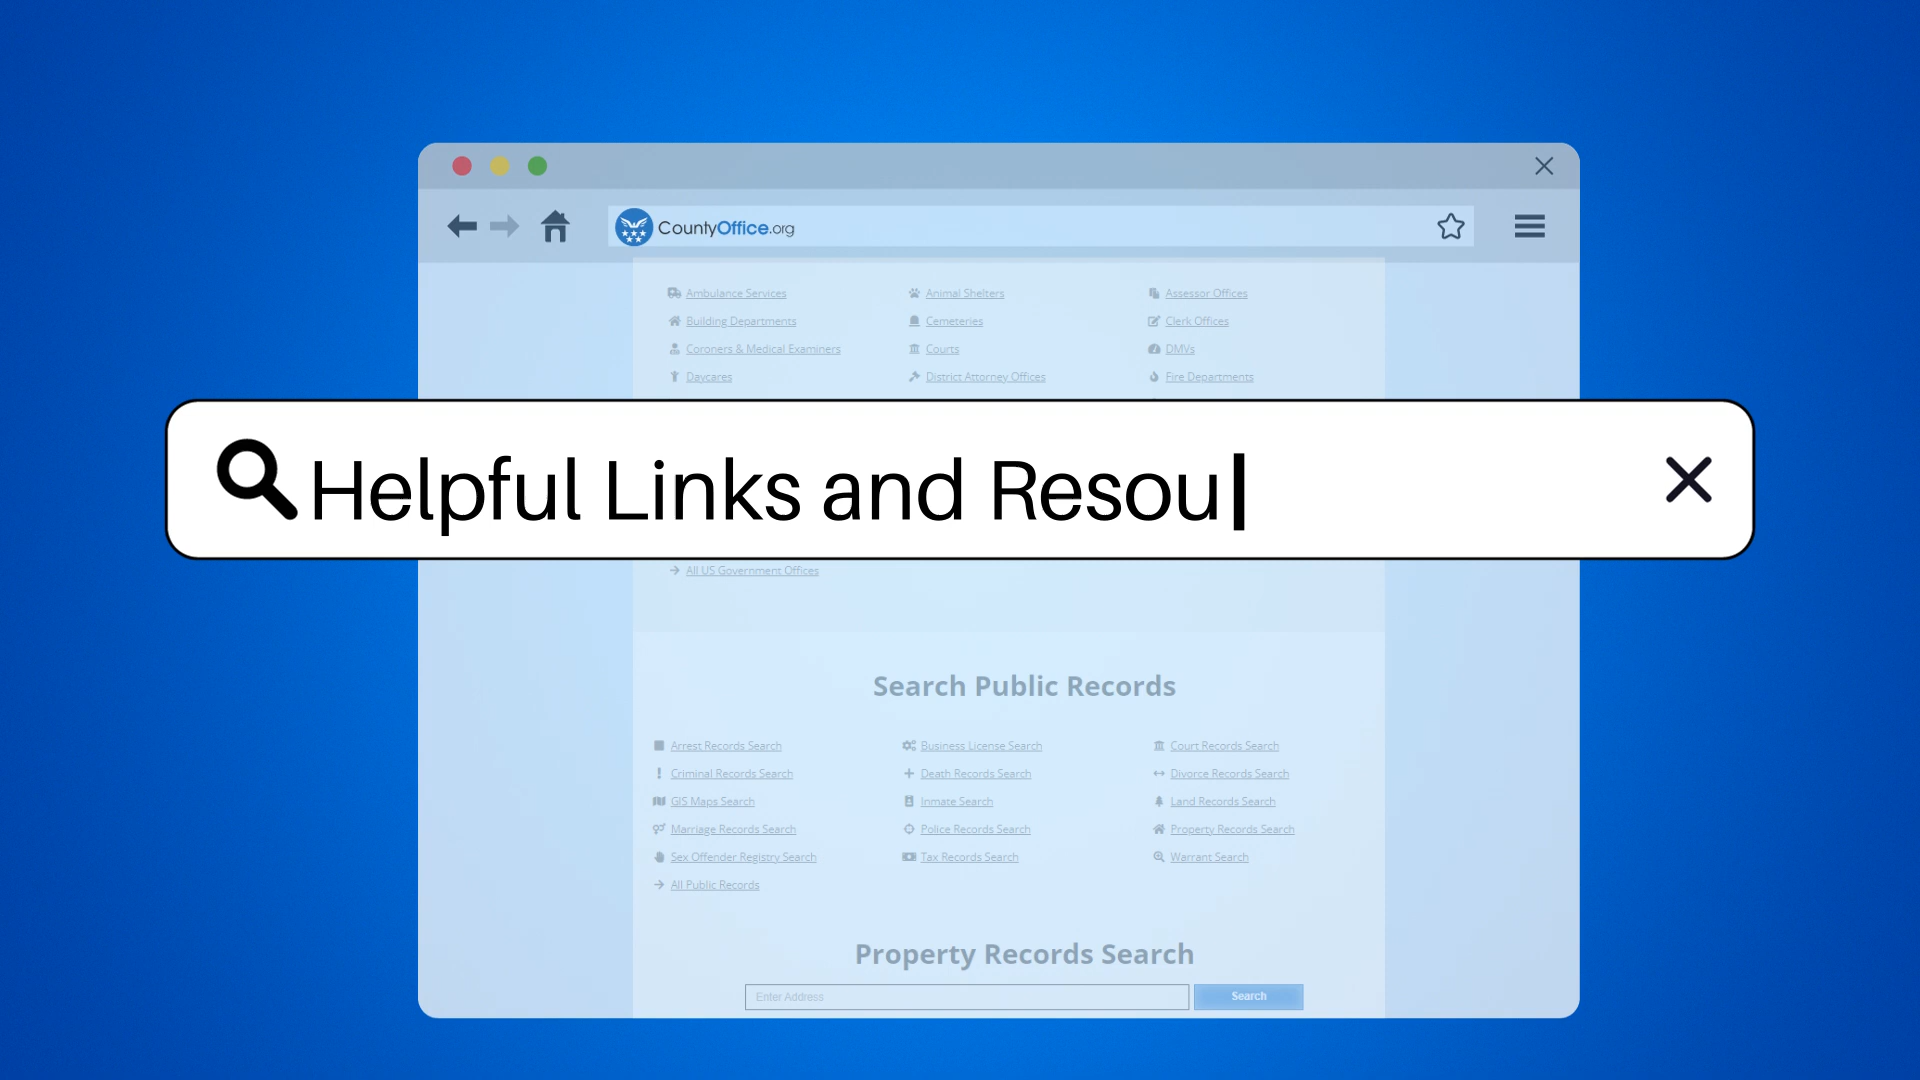 CountyOffice.org
Ambulance Services Animal Shelters Assessor Offices
Building Departments Cemeteries Clerk Offices
Coroners & Medical Examiners Courts DMVs
Daycares District Attorney Offices Fire Departments
Helpful Links and Resou
All US Government Offices
Search Public Records
Arrest Records Search Business License Search Court Records Search
Criminal Records Search Death Records Search Divorce Records Search
GIS Maps Search Inmate Search Land Records Search
Marriage Records Search Police Records Search Property Records Search
Sex Offender Registry Search Tax Records Search Warrant Search
All Public Records
Property Records Search
Enter Address Search